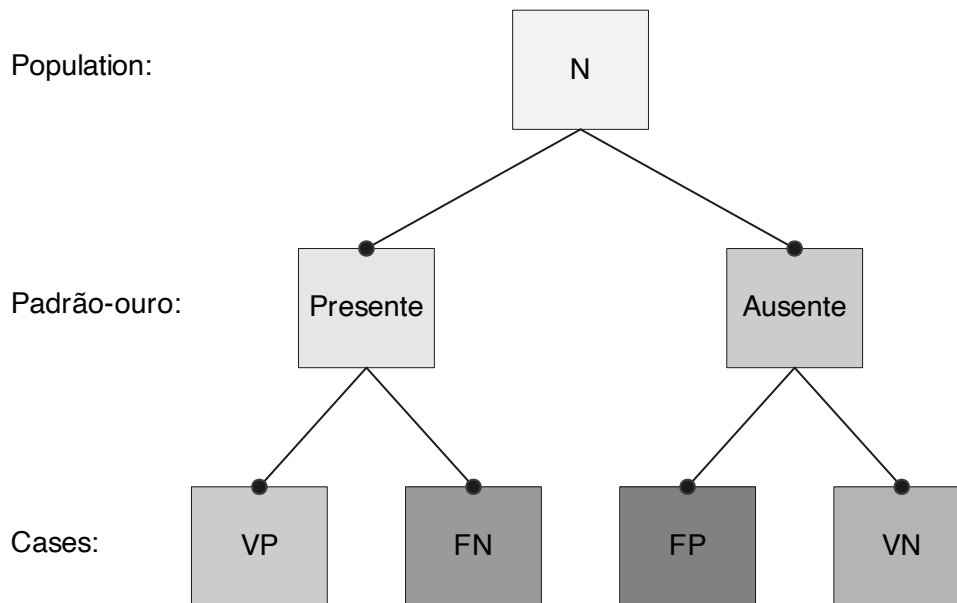 Population:
N
Padrão-ouro:
Presente
Ausente
Cases:
VP
FN
FP
VN